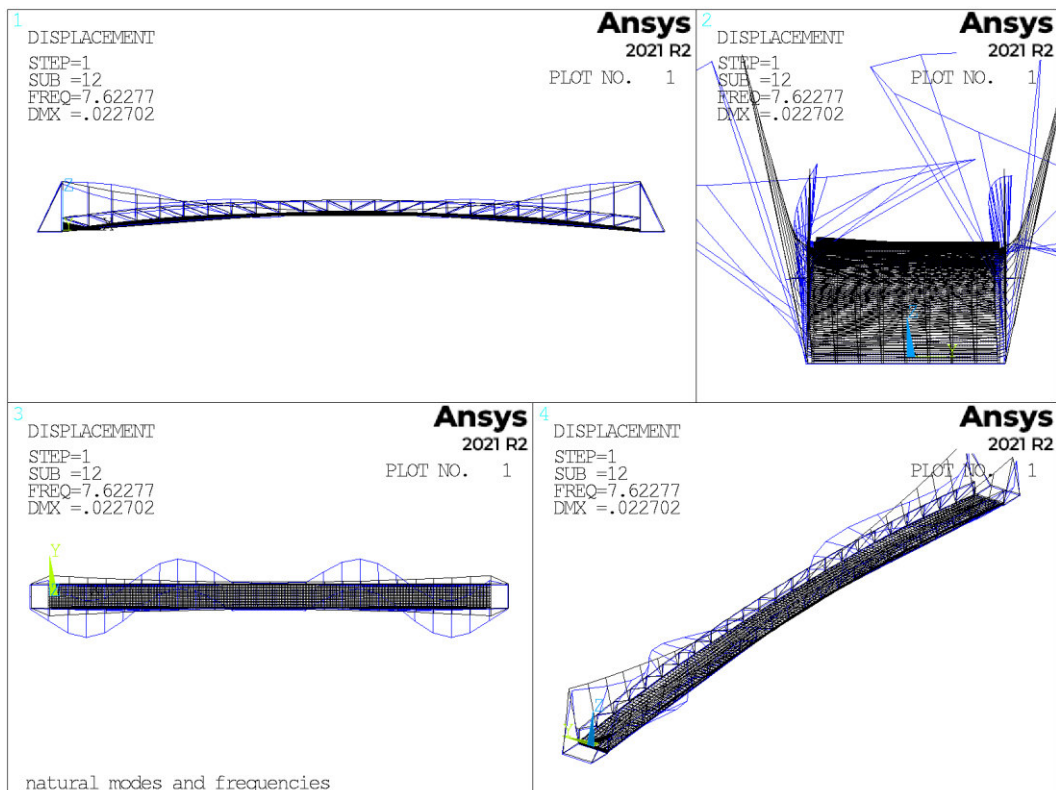 1
DISPLACEMENT
STEP=1
SUB =12
FREQ=7.62277
DMX =.022702
Ansys
2021 R2
PLOT NO. 1
Z
2
DISPLACEMENT
STEP=1
SUB =12
FREQ=7.62277
DMX =.022702
Ansys
2021 R2
PLOT NO. 1
Z
Y
3
DISPLACEMENT
STEP=1
SUB =12
FREQ=7.62277
DMX =.022702
Ansys
2021 R2
PLOT NO. 1
Y
natural modes and frequencies
4
DISPLACEMENT
STEP=1
SUB =12
FREQ=7.62277
DMX =.022702
Ansys
2021 R2
PLOT NO. 1
Z
Y